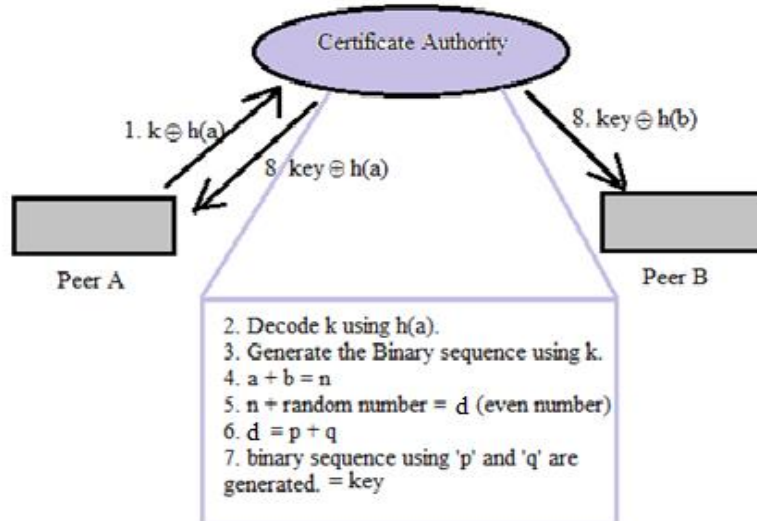 Certificate Authority
1. k ⊕ h(a)
8. key ⊕ h(a)
8. key ⊕ h(b)
Peer A
Peer B
2. Decode k using h(a).
3. Generate the Binary sequence using k.
4. a + b = n
5. n + random number = d (even number)
6. d = p + q
7. binary sequence using 'p' and 'q' are
generated. = key